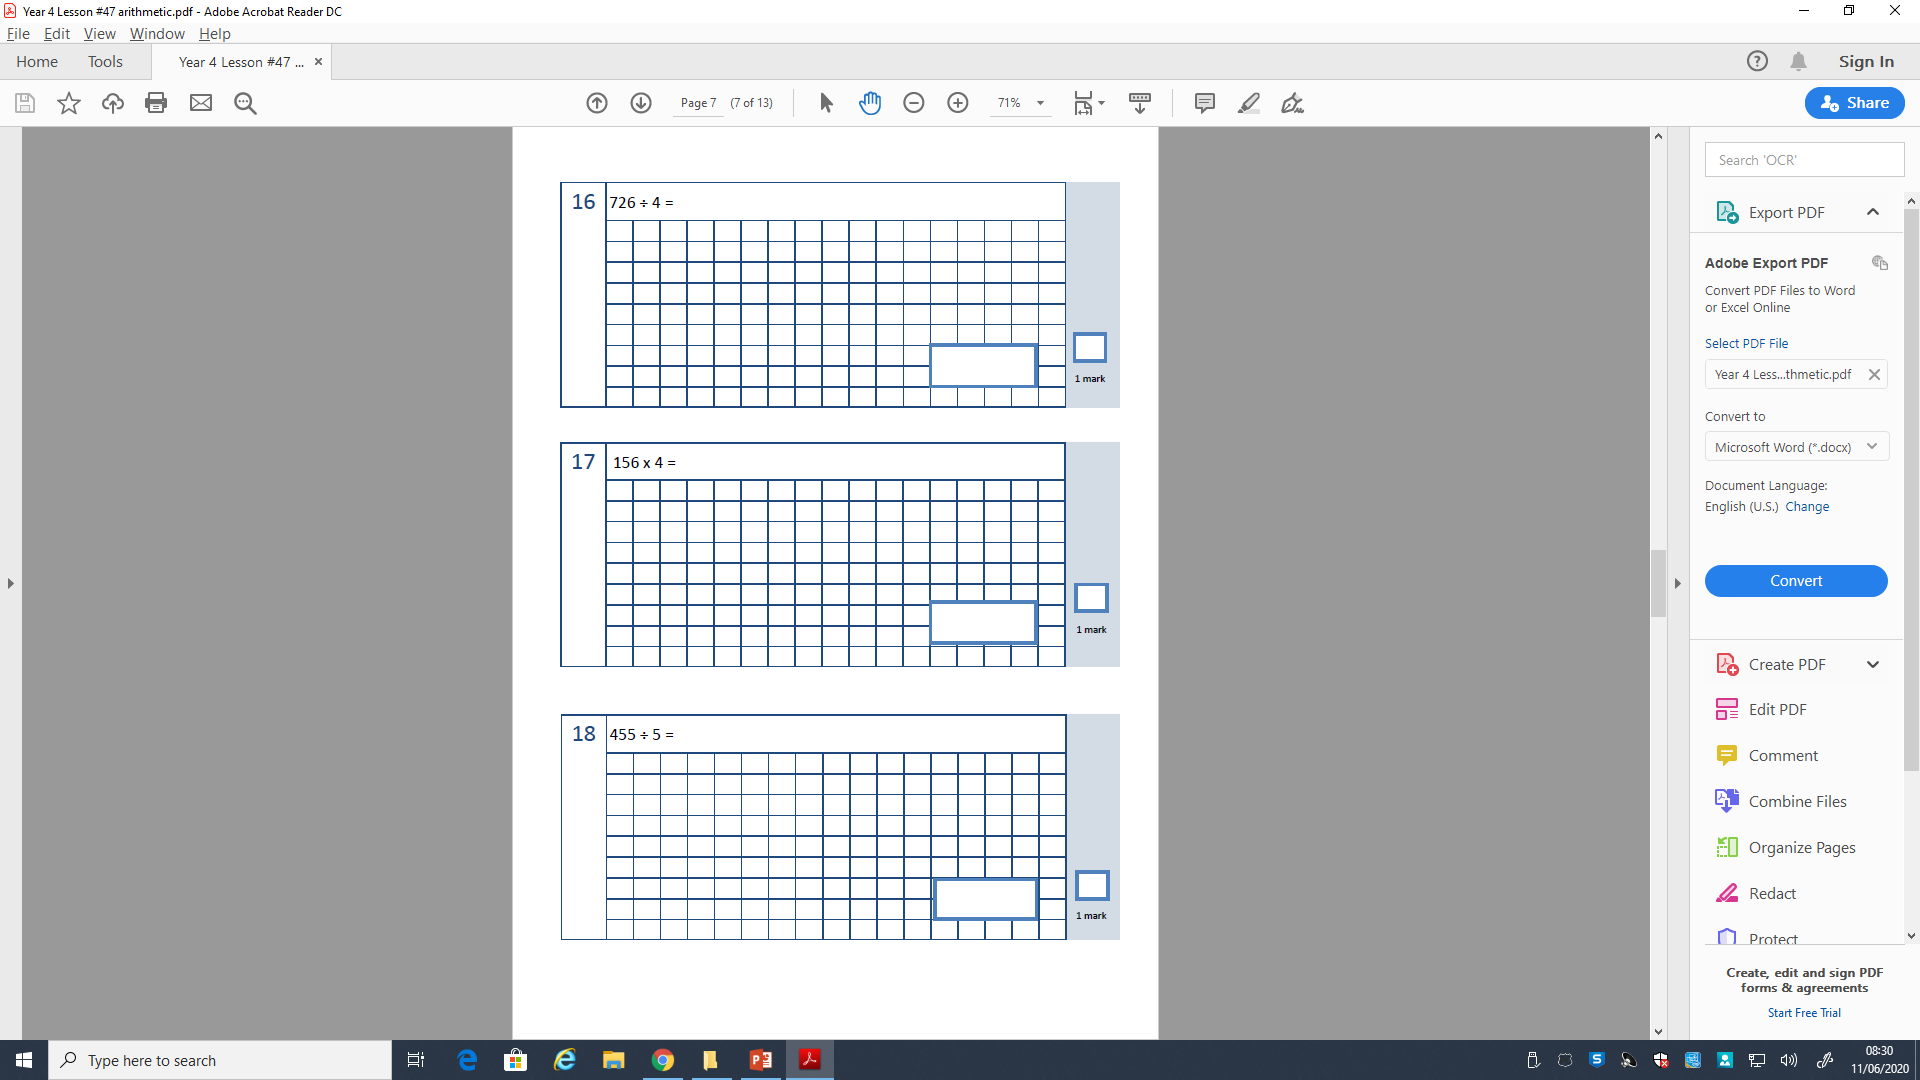 Year 4 Lesson #47 arithmetic.pdf - Adobe Acrobat Reader DC
File Edit View Window Help
Home Tools Year 4 Lesson #47 ... Sign In
Page 7 (7 of 13) 71% Share
16 726 ÷ 4 =
1 mark
17 156 x 4 =
1 mark
18 455 ÷ 5 =
1 mark
Search 'OCR'
Export PDF
Adobe Export PDF
Convert PDF Files to Word
or Excel Online
Select PDF File
Year 4 Less...thmetic.pdf
Convert to
Microsoft Word (*.docx)
Document Language:
English (U.S.) Change
Convert
Create PDF
Edit PDF
Comment
Combine Files
Organize Pages
Redact
Protect
Create, edit and sign PDF
forms & agreements
Start Free Trial
Type here to search
08:30
11/06/2020